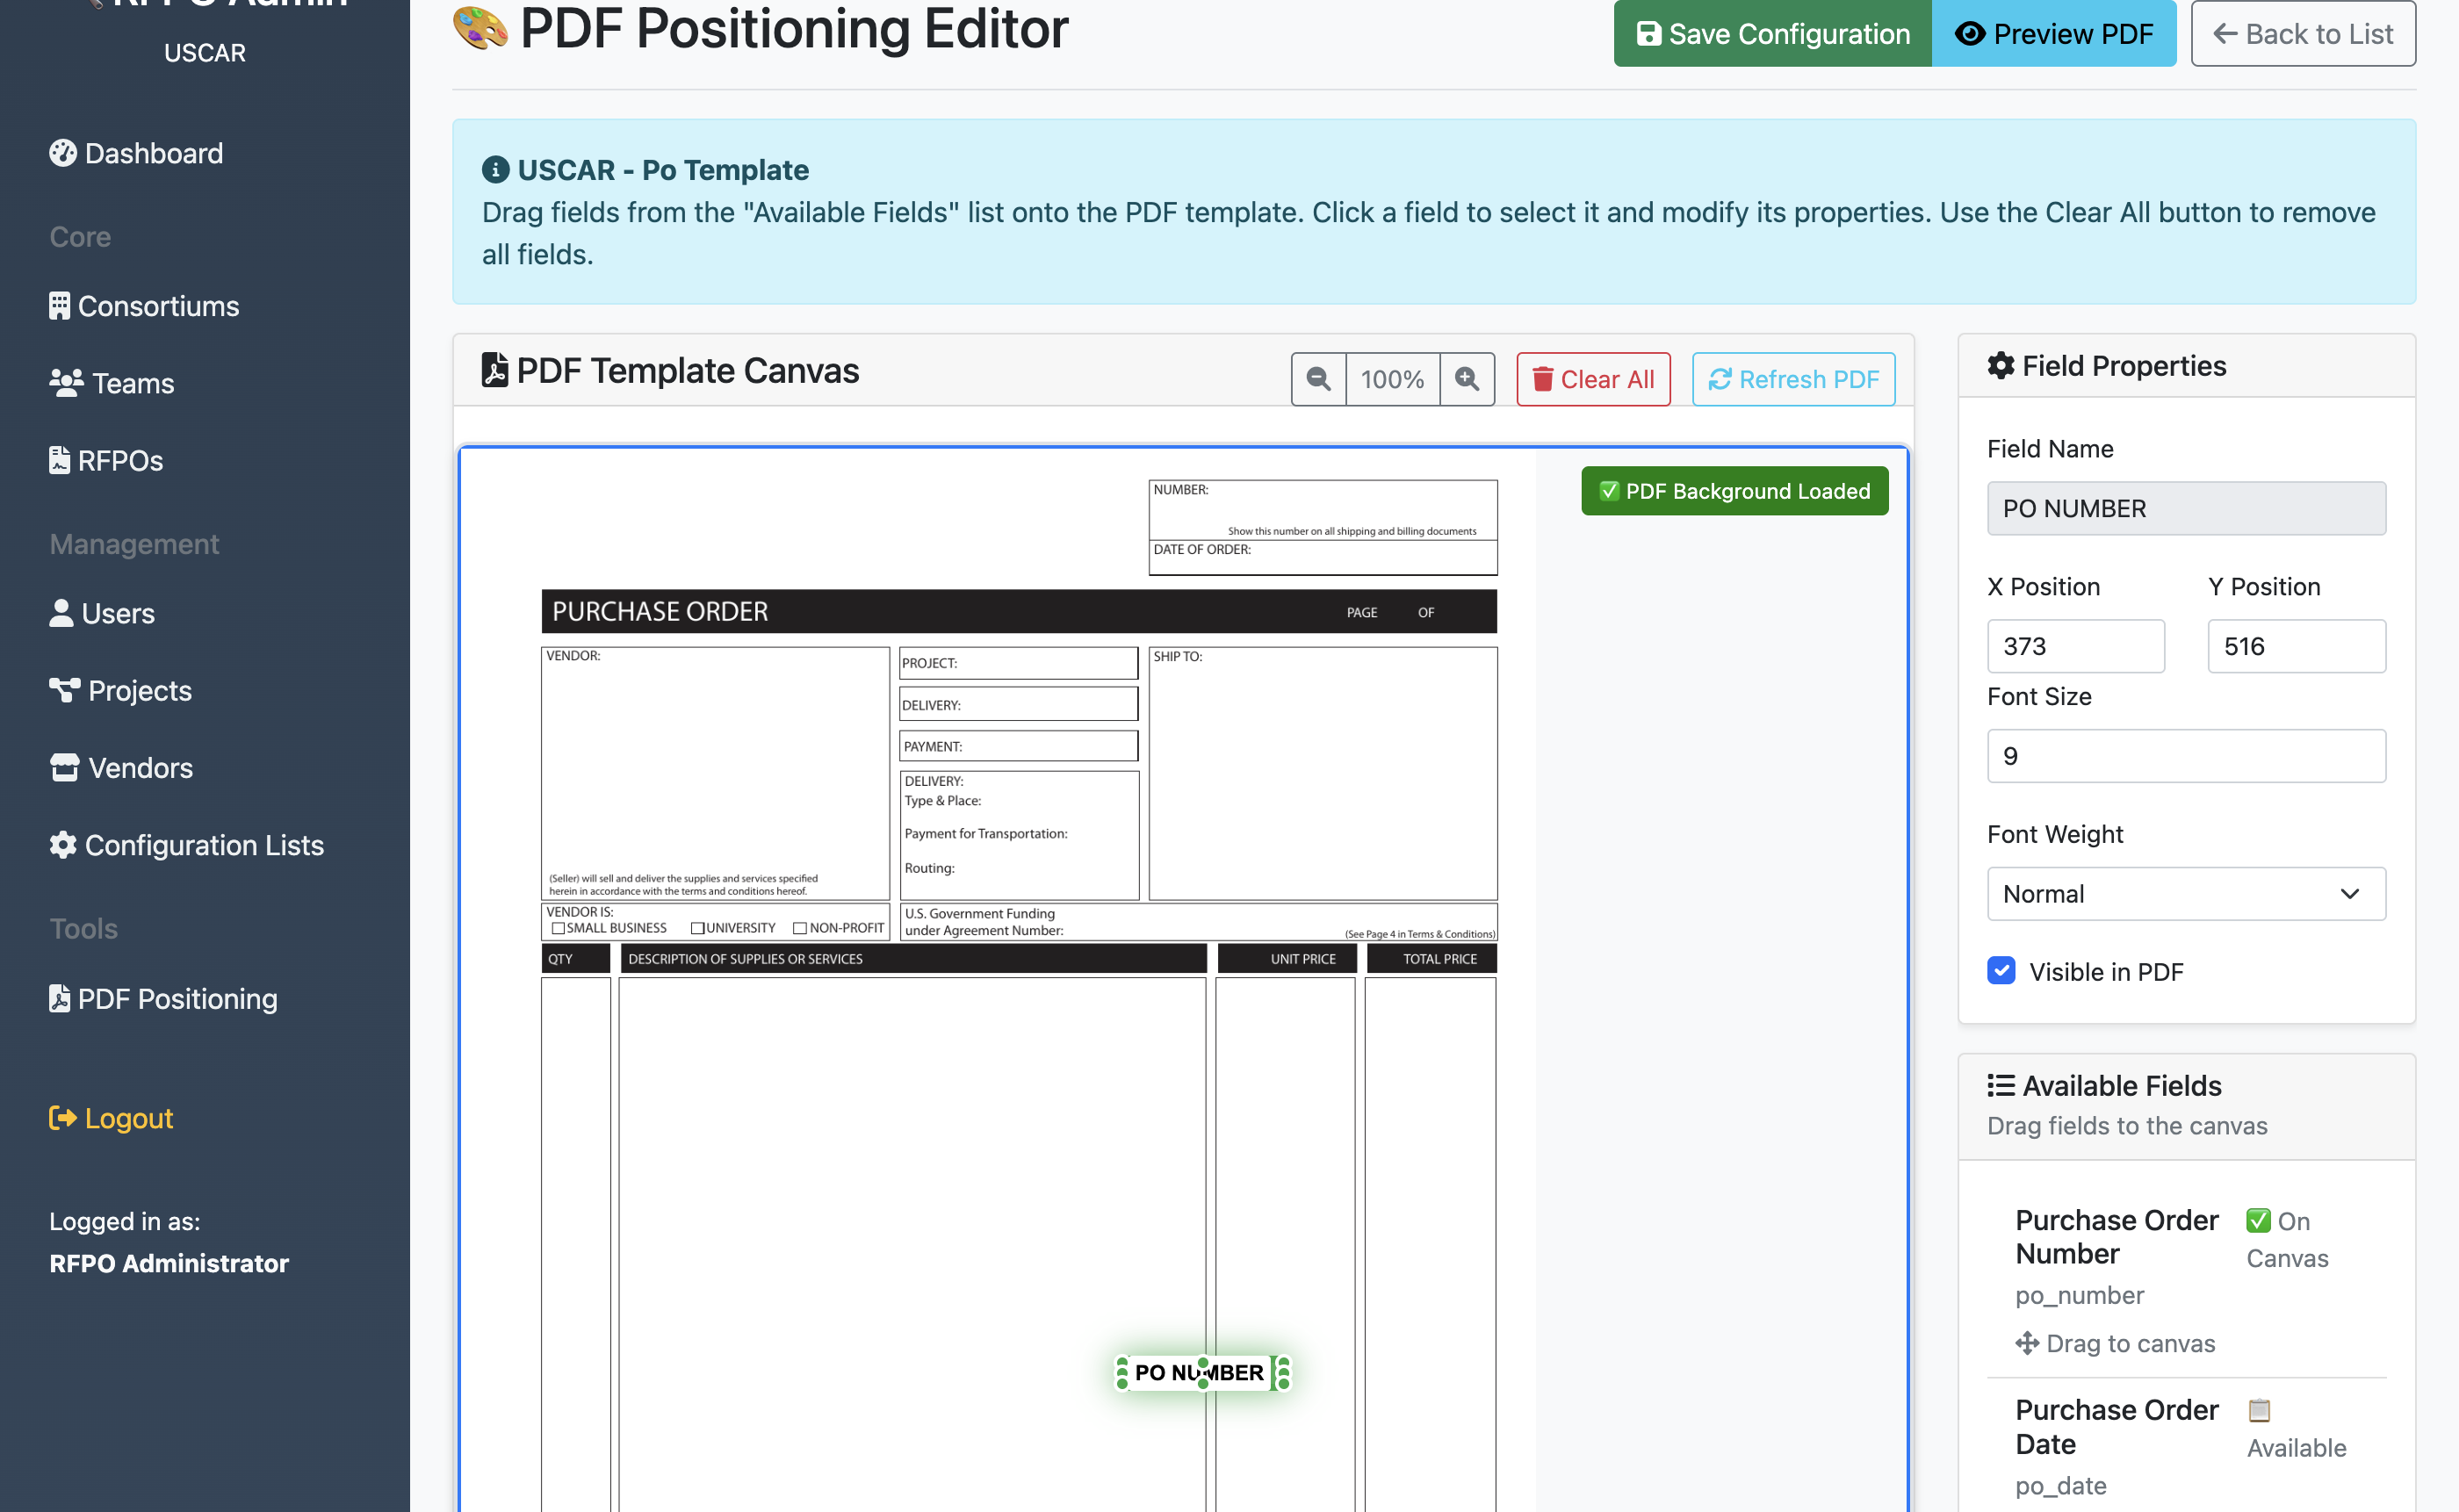 RFPO Admin
USCAR
Dashboard
Core
Consortiums
Teams
RFPOs
Management
Users
Projects
Vendors
Configuration Lists
Tools
PDF Positioning
Logout
Logged in as:
RFPO Administrator
PDF Positioning Editor
Save Configuration
Preview PDF
Back to List
USCAR - Po Template
Drag fields from the "Available Fields" list onto the PDF template. Click a field to select it and modify its properties. Use the Clear All button to remove
all fields.
PDF Template Canvas
100%
Clear All
Refresh PDF
PDF Background Loaded
NUMBER:
Show this number on all shipping and billing documents
DATE OF ORDER:
PURCHASE ORDER
PAGE OF
VENDOR:
(Seller) will sell and deliver the supplies and services specified
herein in accordance with the terms and conditions hereof.
PROJECT:
DELIVERY:
PAYMENT:
DELIVERY:
Type & Place:
Payment for Transportation:
Routing:
SHIP TO:
VENDOR IS:
SMALL BUSINESS UNIVERSITY NON-PROFIT
U.S. Government Funding
under Agreement Number:
(See Page 4 in Terms & Conditions)
QTY
DESCRIPTION OF SUPPLIES OR SERVICES
UNIT PRICE
TOTAL PRICE
PO NUMBER
Field Properties
Field Name
PO NUMBER
X Position
Y Position
373
516
Font Size
9
Font Weight
Normal
Visible in PDF
Available Fields
Drag fields to the canvas
Purchase Order
Number
On
Canvas
po_number
Drag to canvas
Purchase Order
Date
Available
po_date